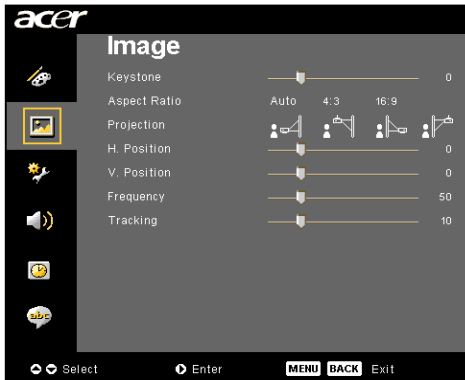 acer
Image
Keystone 0
Aspect Ratio Auto 4:3 16:9
Projection
H. Position 0
V. Position 0
Frequency 50
Tracking 10
abc
Select Enter MENU BACK Exit